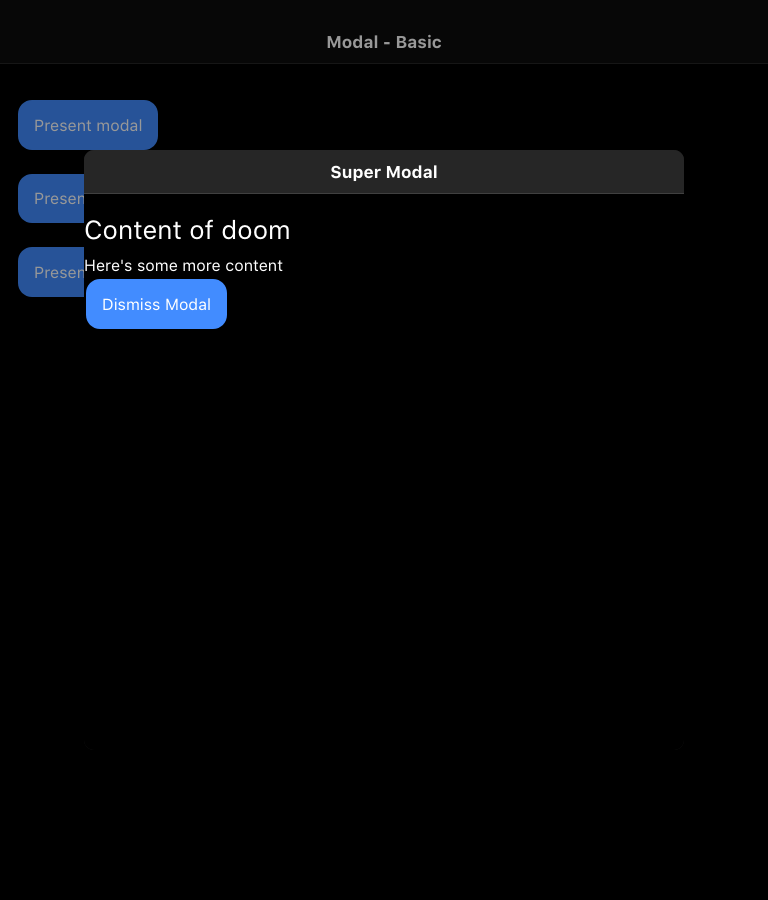 Modal - Basic
Present modal
Super Modal
Presen
Content of doom
Here's some more content
Presen
Dismiss Modal